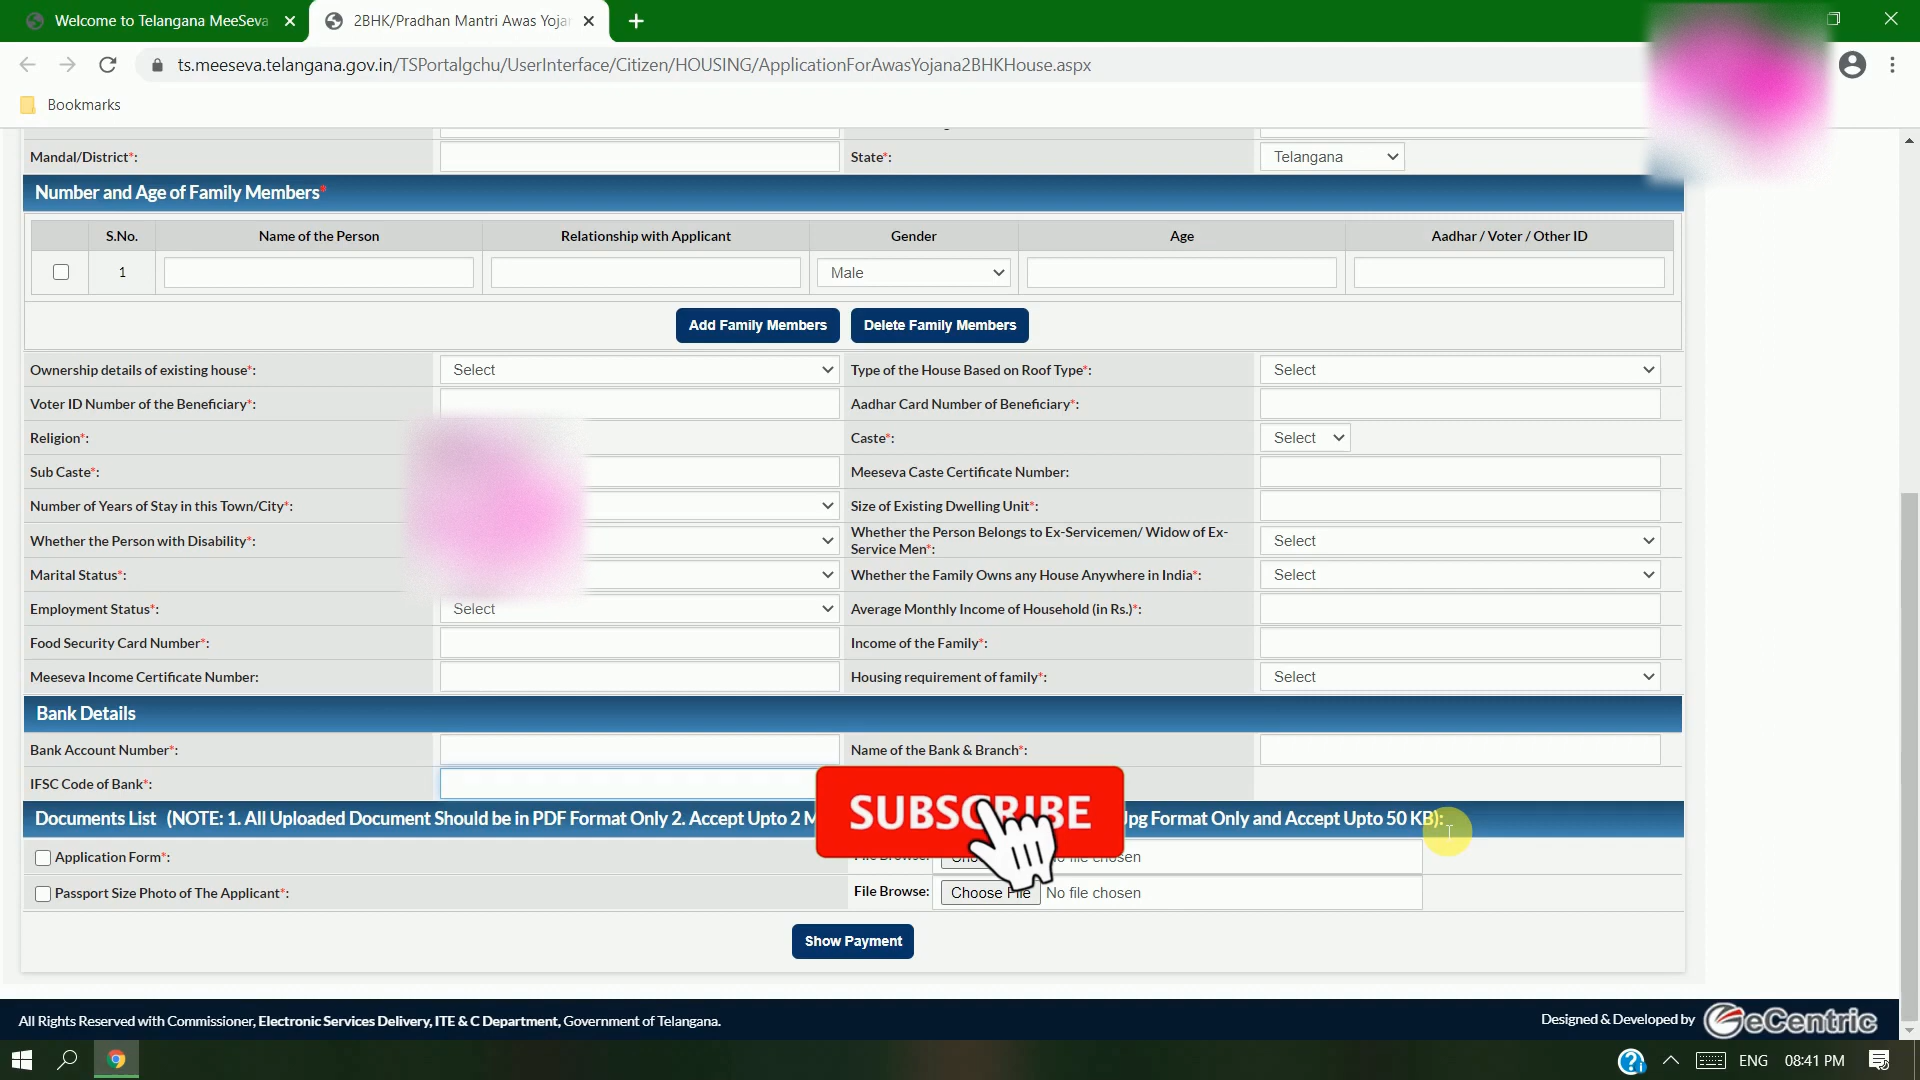 Welcome to Telangana MeeSeva
2BHK/Pradhan Mantri Awas Yojan
ts.meeseva.telangana.gov.in/TSPortalgchu/UserInterface/Citizen/HOUSING/ApplicationForAwasYojana2BHKHouse.aspx
Bookmarks
Mandal/District*: State*: Telangana
Number and Age of Family Members*
S.No. Name of the Person Relationship with Applicant Gender Age Aadhar / Voter / Other ID
1 Male
Add Family Members Delete Family Members
Ownership details of existing house*: Select Type of the House Based on Roof Type*: Select
Voter ID Number of the Beneficiary*: Aadhar Card Number of Beneficiary*:
Religion*: Caste*: Select
Sub Caste*: Meeseva Caste Certificate Number:
Number of Years of Stay in this Town/City*: Size of Existing Dwelling Unit*:
Whether the Person with Disability*: Whether the Person Belongs to Ex-Servicemen/ Widow of Ex-
Service Men*: Select
Marital Status*: Whether the Family Owns any House Anywhere in India*: Select
Employment Status*: Select Average Monthly Income of Household (in Rs.)*:
Food Security Card Number*: Income of the Family*:
Meeseva Income Certificate Number: Housing requirement of family*: Select
Bank Details
Bank Account Number*: Name of the Bank & Branch*:
IFSC Code of Bank*:
Documents List (NOTE: 1. All Uploaded Document Should be in PDF Format Only 2. Accept Upto 2 M Jpg Format Only and Accept Upto 50 KB):
SUBSCRIBE
Application Form*: File Browse: No file chosen
Passport Size Photo of The Applicant*: File Browse: Choose File No file chosen
Show Payment
All Rights Reserved with Commissioner, Electronic Services Delivery, ITE & C Department, Government of Telangana.
Designed & Developed by eCentric
ENG 08:41 PM